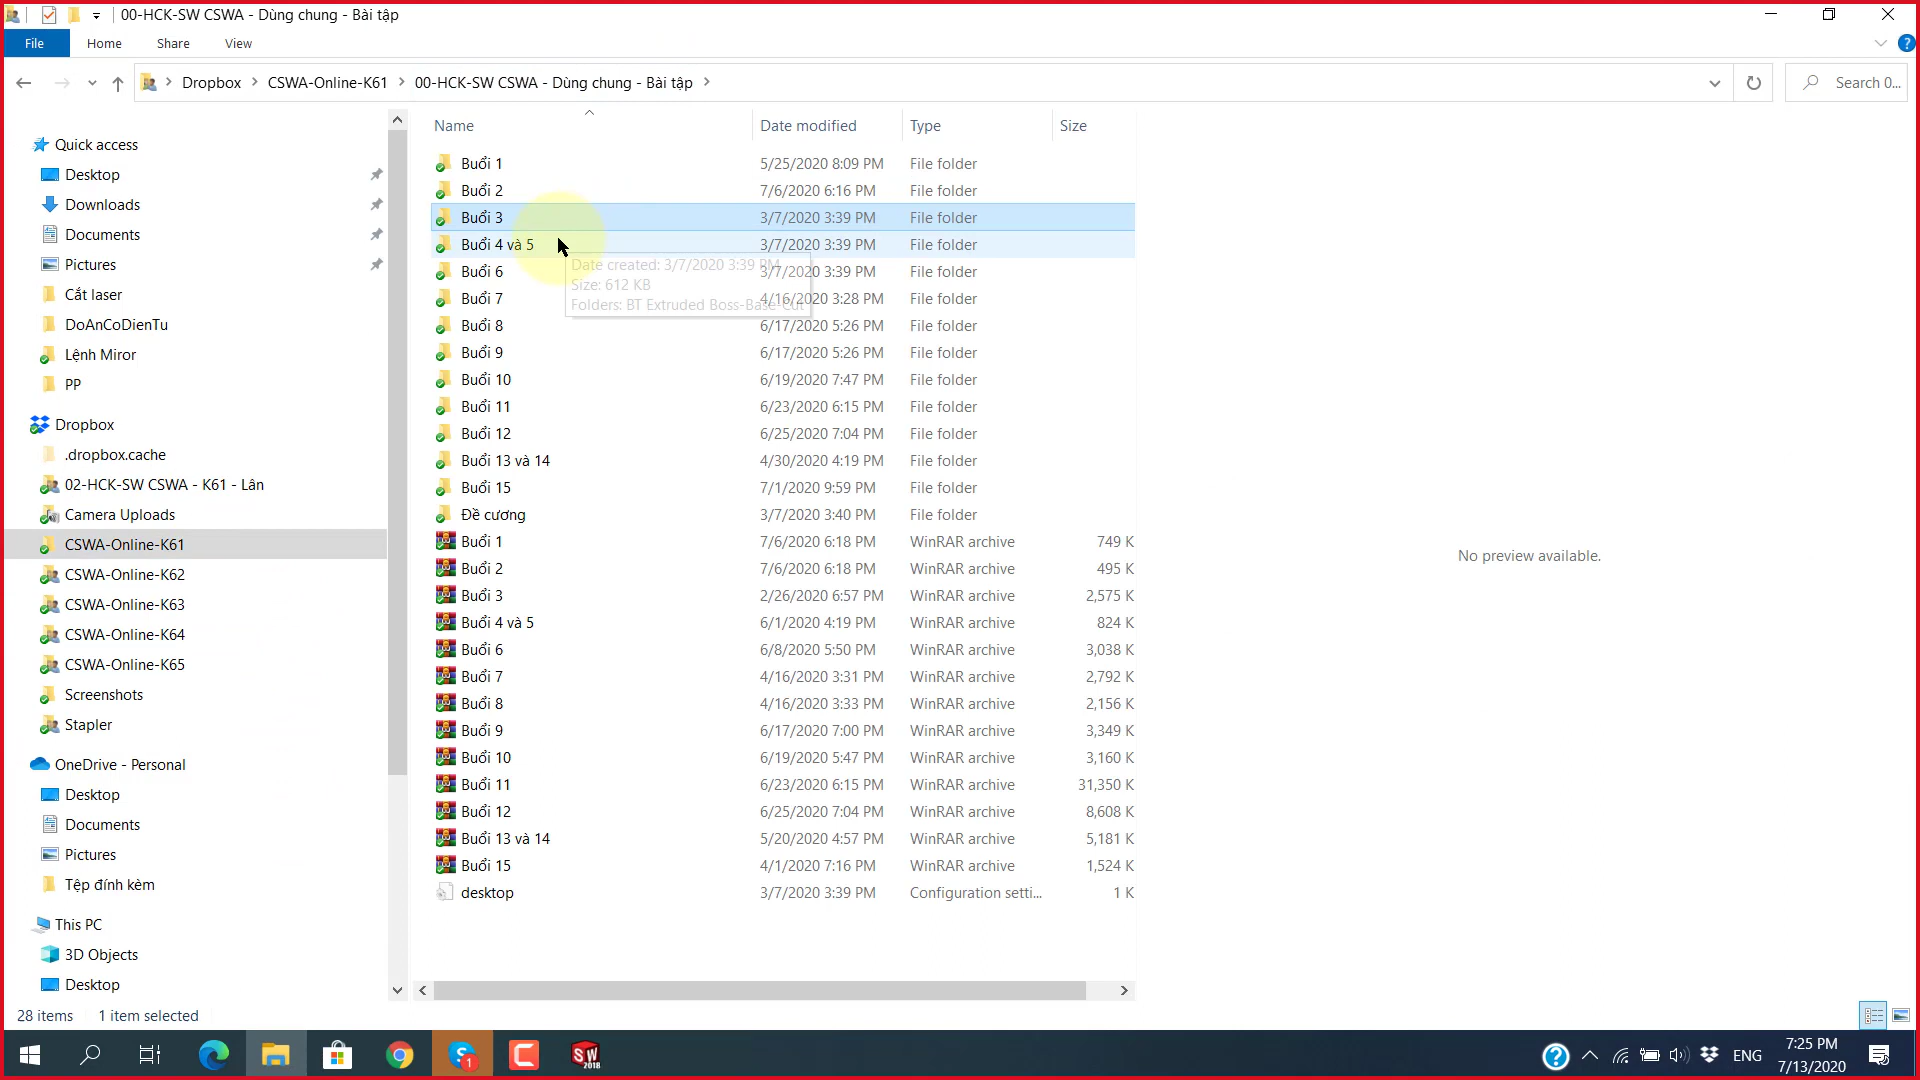 00-HCK-SW CSWA - Dùng chung - Bài tập
File Home Share View
Dropbox CSWA-Online-K61 00-HCK-SW CSWA - Dùng chung - Bài tập Search 0...
Quick access
Desktop
Downloads
Documents
Pictures
Cắt laser
DoAnCoDienTu
Lệnh Miror
PP
Dropbox
.dropbox.cache
02-HCK-SW CSWA - K61 - Lân
Camera Uploads
CSWA-Online-K61
CSWA-Online-K62
CSWA-Online-K63
CSWA-Online-K64
CSWA-Online-K65
Screenshots
Stapler
OneDrive - Personal
Desktop
Documents
Pictures
Tệp đính kèm
This PC
3D Objects
Desktop
Name Date modified Type Size
Buổi 1 5/25/2020 8:09 PM File folder
Buổi 2 7/6/2020 6:16 PM File folder
Buổi 3 3/7/2020 3:39 PM File folder
Buổi 4 và 5 3/7/2020 3:39 PM File folder
Buổi 6 3/7/2020 3:39 PM File folder
Buổi 7 4/16/2020 3:28 PM File folder
Buổi 8 6/17/2020 5:26 PM File folder
Buổi 9 6/17/2020 5:26 PM File folder
Buổi 10 6/19/2020 7:47 PM File folder
Buổi 11 6/23/2020 6:15 PM File folder
Buổi 12 6/25/2020 7:04 PM File folder
Buổi 13 và 14 4/30/2020 4:19 PM File folder
Buổi 15 7/1/2020 9:59 PM File folder
Đề cương 3/7/2020 3:40 PM File folder
Buổi 1 7/6/2020 6:18 PM WinRAR archive 749 K
Buổi 2 7/6/2020 6:18 PM WinRAR archive 495 K
Buổi 3 2/26/2020 6:57 PM WinRAR archive 2,575 K
Buổi 4 và 5 6/1/2020 4:19 PM WinRAR archive 824 K
Buổi 6 6/8/2020 5:50 PM WinRAR archive 3,038 K
Buổi 7 4/16/2020 3:31 PM WinRAR archive 2,792 K
Buổi 8 4/16/2020 3:33 PM WinRAR archive 2,156 K
Buổi 9 6/17/2020 7:00 PM WinRAR archive 3,349 K
Buổi 10 6/19/2020 5:47 PM WinRAR archive 3,160 K
Buổi 11 6/23/2020 6:15 PM WinRAR archive 31,350 K
Buổi 12 6/25/2020 7:04 PM WinRAR archive 8,608 K
Buổi 13 và 14 5/20/2020 4:57 PM WinRAR archive 5,181 K
Buổi 15 4/1/2020 7:16 PM WinRAR archive 1,524 K
desktop 3/7/2020 3:39 PM Configuration setti... 1 K
Date created: 3/7/2020 3:39 PM
Size: 612 KB
Folders: BT Extruded Boss-Base-Cut
No preview available.
28 items 1 item selected
SW 2018
1
ENG
7:25 PM
7/13/2020